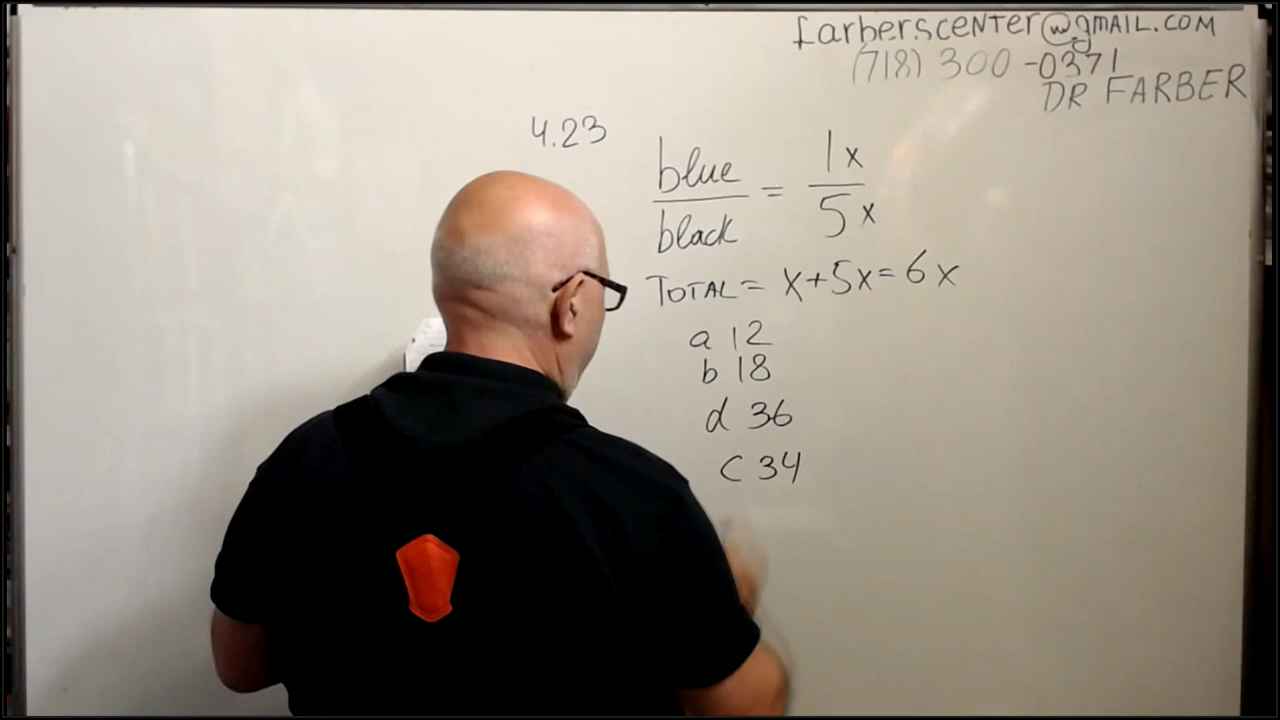 farberscenter@gmail.com
(718) 300-0371
DR FARBER
4.23
blue/black = 1x/5x
TOTAL = x+5x=6x
a 12
b 18
d 36
c 34